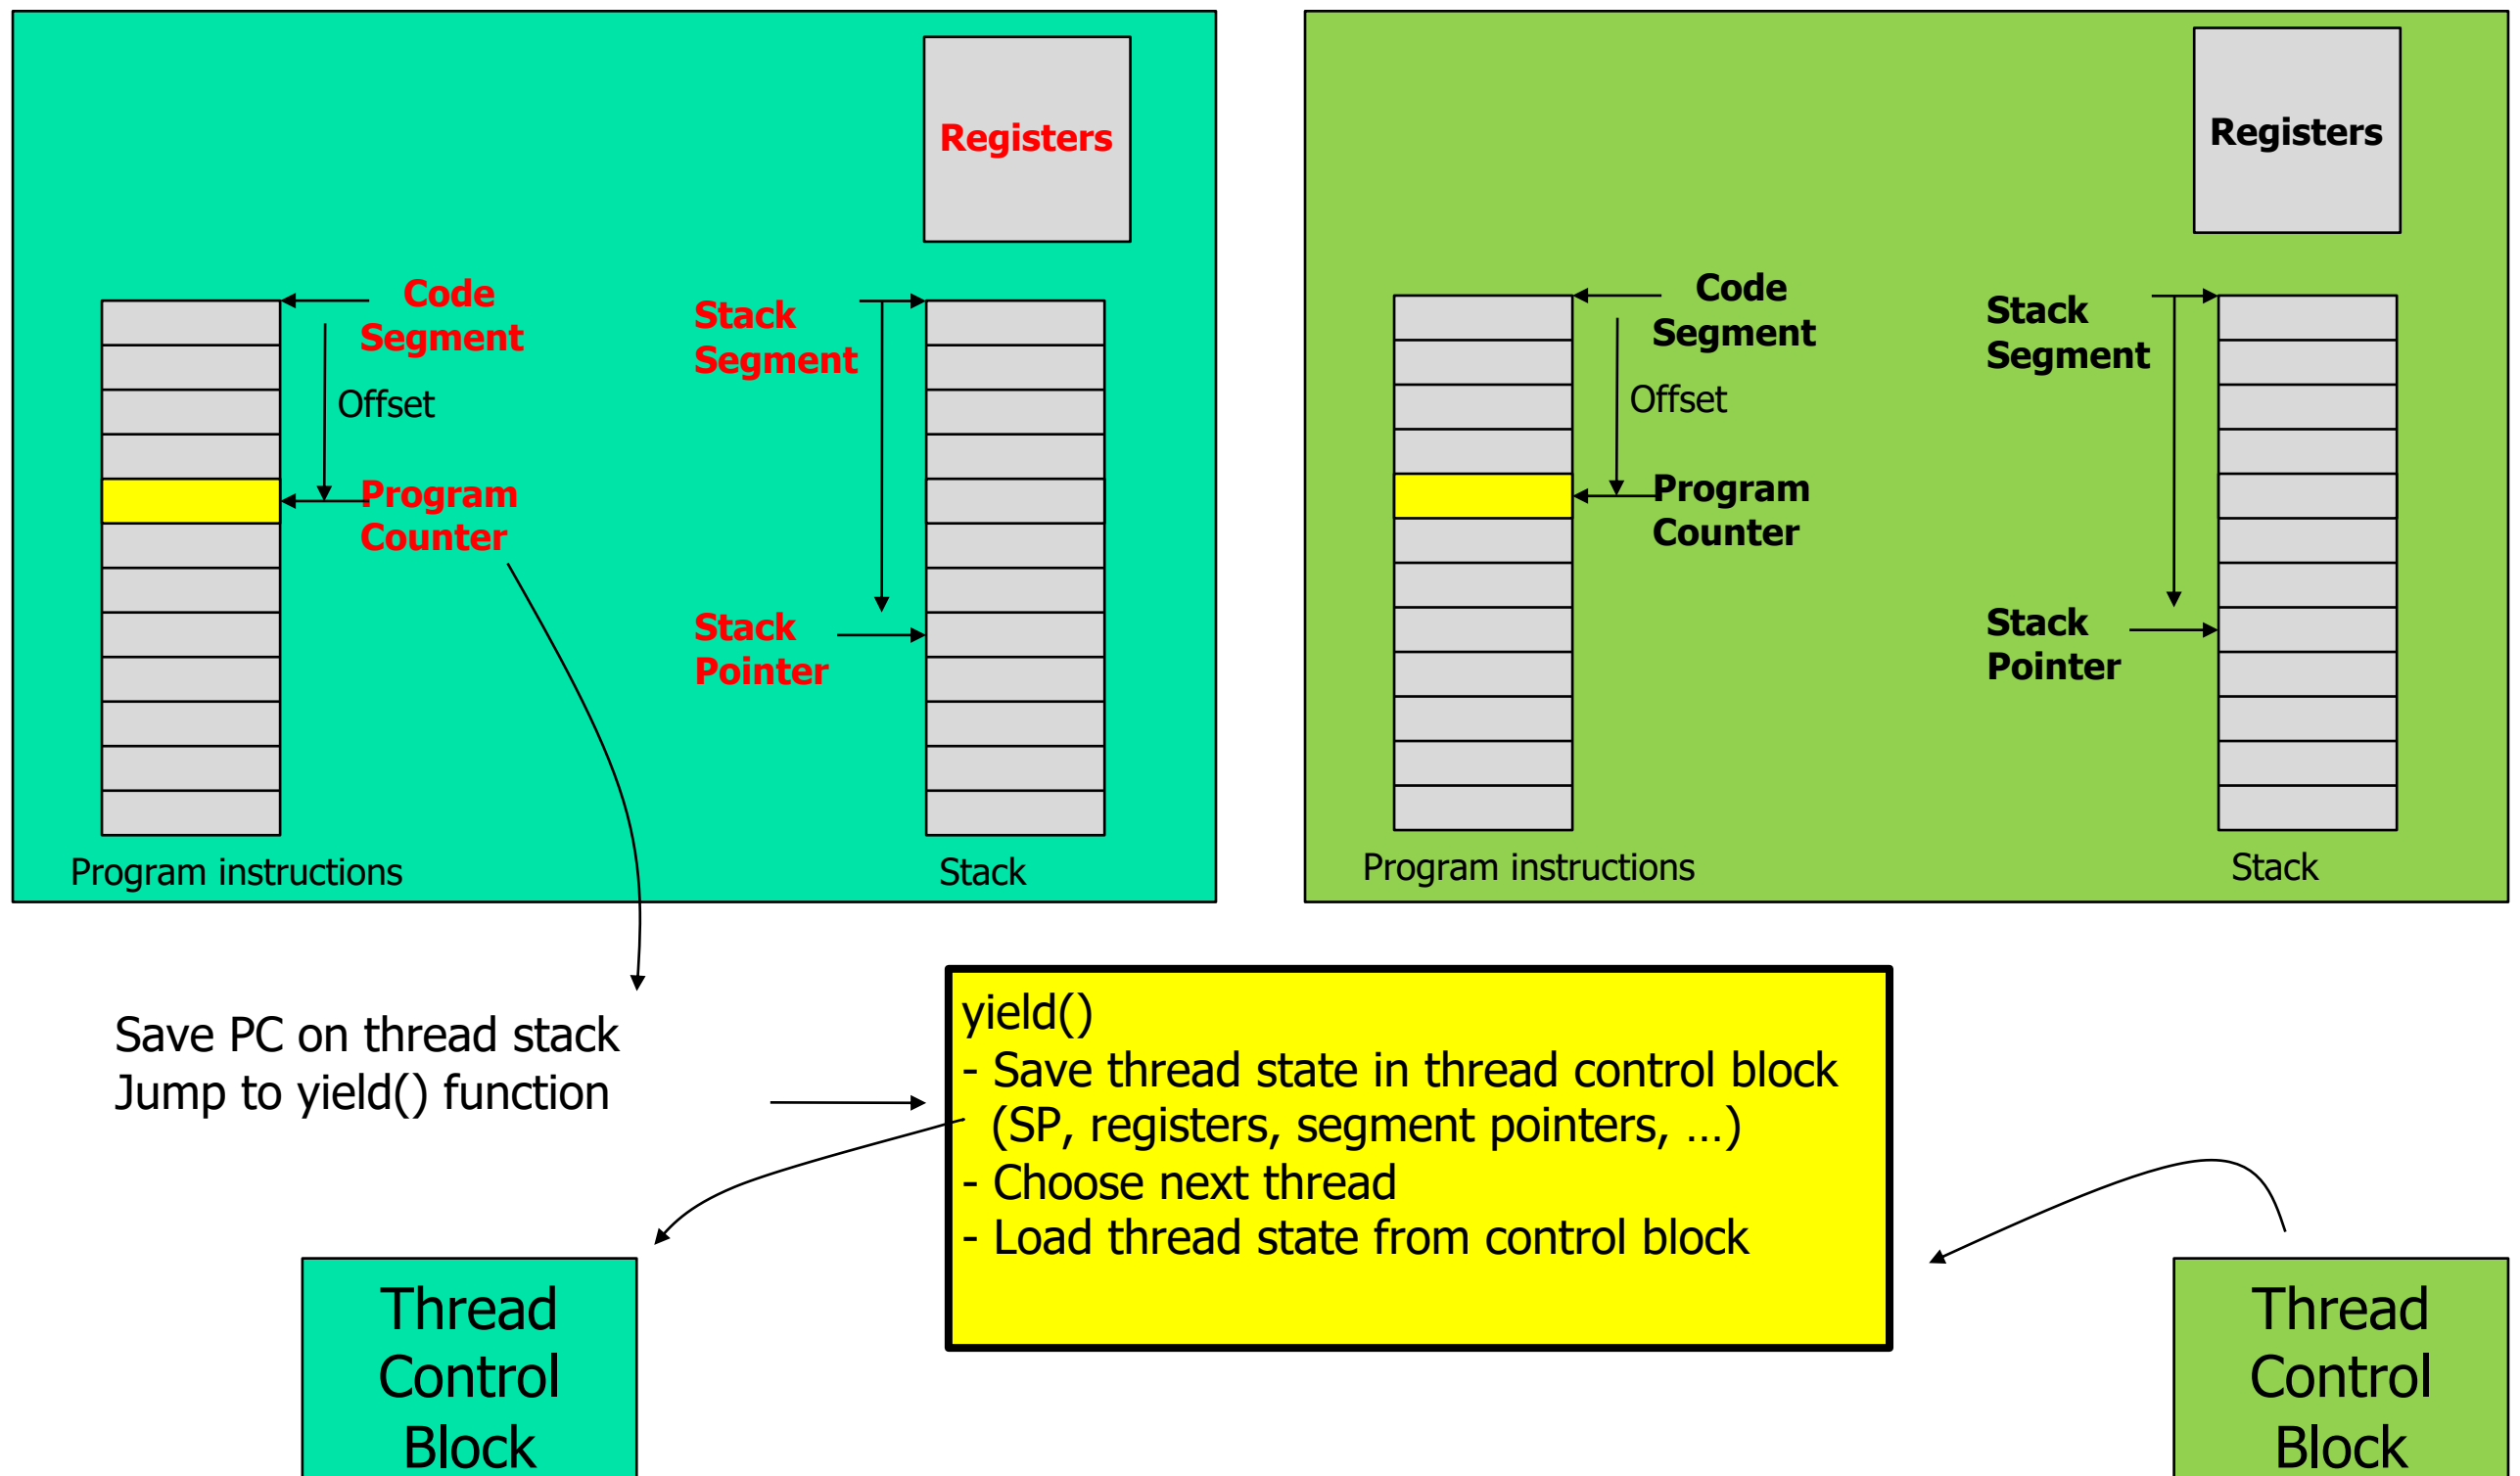 Registers
Code
Segment
Stack
Segment
Offset
Program
Counter
Stack
Pointer
Program instructions
Stack
Registers
Code
Segment
Stack
Segment
Offset
Program
Counter
Stack
Pointer
Program instructions
Stack
Save PC on thread stack
Jump to yield() function
yield()
- Save thread state in thread control block
(SP, registers, segment pointers, …)
- Choose next thread
- Load thread state from control block
Thread
Control
Block
Thread
Control
Block